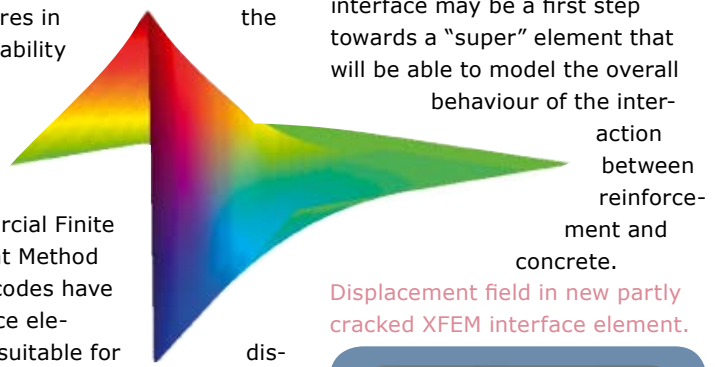 res in the
ability
rcial Finite
t Method
codes have
ce ele-
suitable for dis-
interface may be a first step
towards a “super” element that
will be able to model the overall
behaviour of the inter-
action
between
reinforce-
ment and
concrete.
Displacement field in new partly
cracked XFEM interface element.